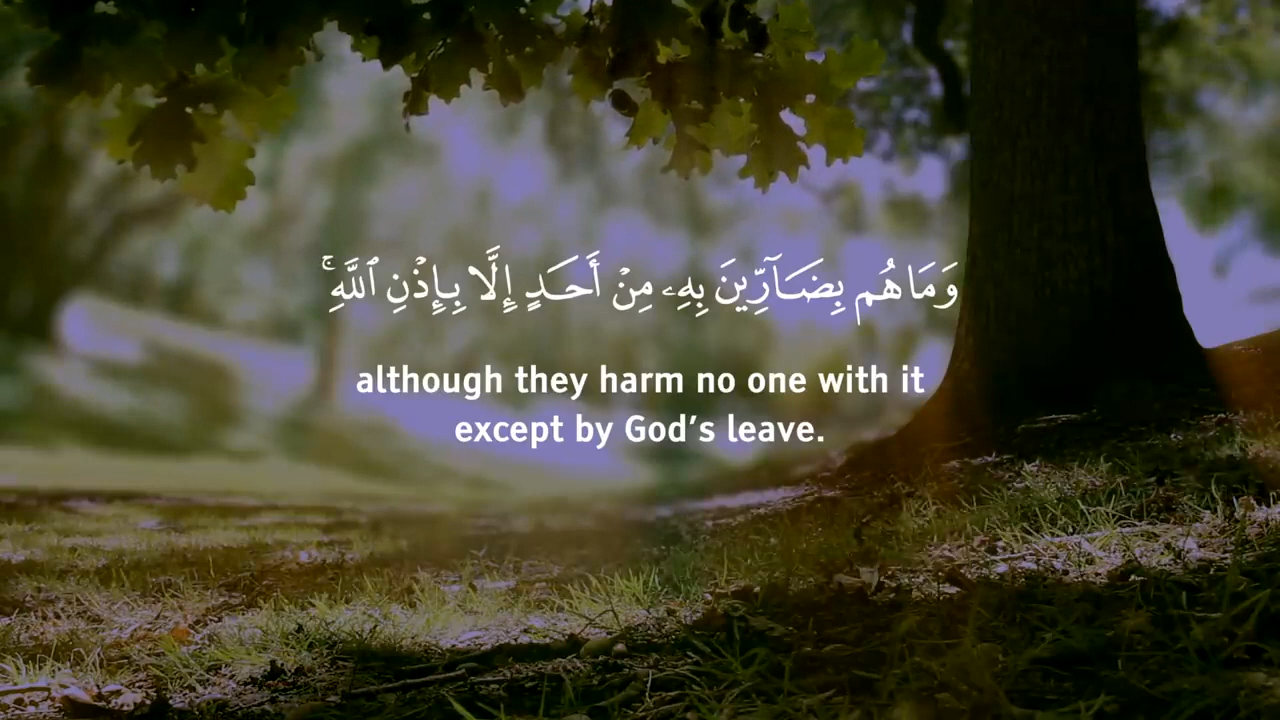 وَمَا هُم بِضَآرِّينَ بِهِۦ مِنْ أَحَدٍ إِلَّا بِإِذْنِ ٱللَّهِ ۚ
although they harm no one with it
except by God's leave.